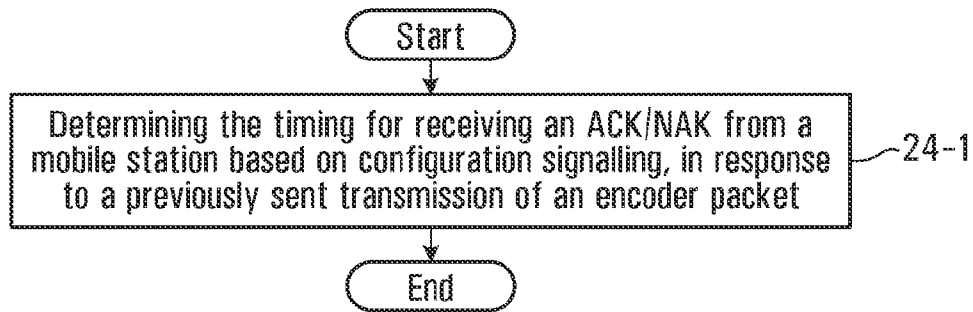 Start
Determining the timing for receiving an ACK/NAK from a
mobile station based on configuration signalling, in response
to a previously sent transmission of an encoder packet
24-1
End